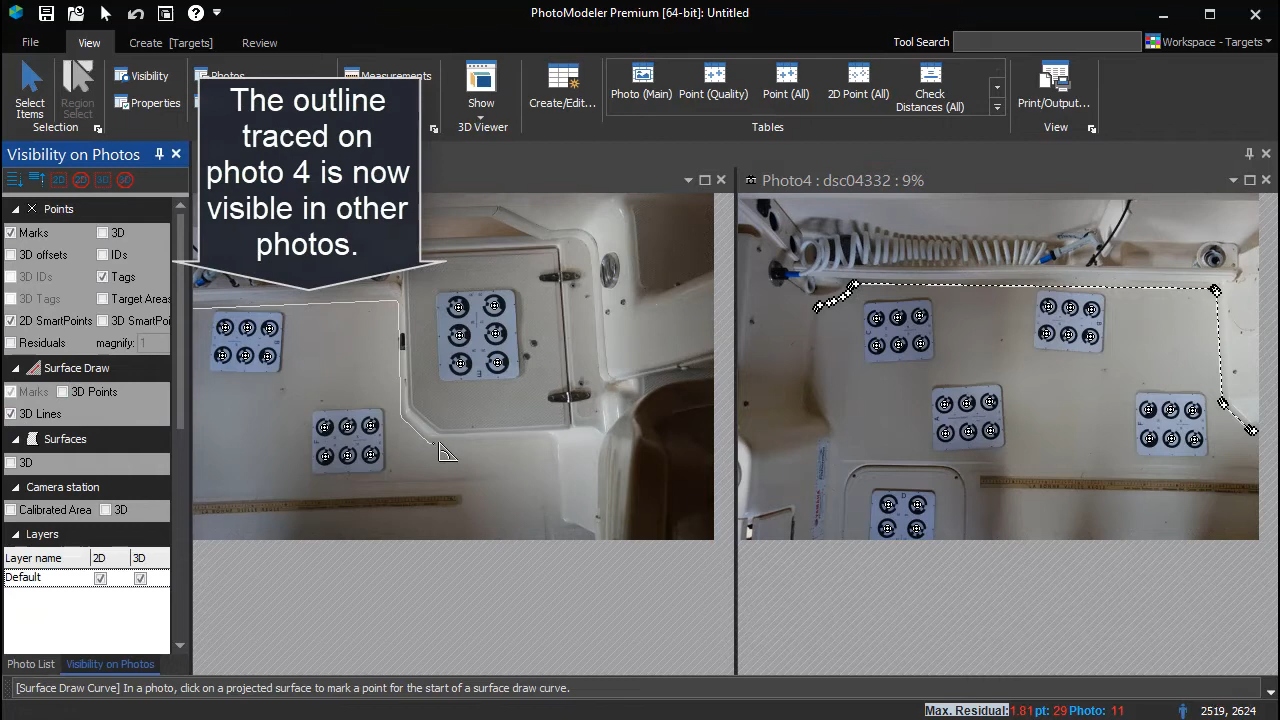 PhotoModeler Premium [64-bit]: Untitled
File View Create [Targets] Review
Tool Search Workspace - Targets
Select Items
Region Select
Visibility
Properties
Photos
Measurements
Show
Create/Edit...
Photo (Main)
Point (Quality)
Point (All)
2D Point (All)
Check Distances (All)
Print/Output...
Selection 3D Viewer Tables View
The outline
traced on
photo 4 is now
visible in other
photos.
Visibility on Photos
Photo4 : dsc04332 : 9%
2D 2D 3D 3D
Points
Marks 3D
3D offsets IDs
3D IDs Tags
3D Tags Target Areas
2D SmartPoints 3D SmartPoi
Residuals magnify: 1
Surface Draw
Marks 3D Points
3D Lines
Surfaces
3D
Camera station
Calibrated Area 3D
Layers
Layer name 2D 3D
Default
Photo List Visibility on Photos
[Surface Draw Curve] In a photo, click on a projected surface to mark a point for the start of a surface draw curve.
Max. Residual: 1.81 pt: 29 Photo: 11 2519, 2624